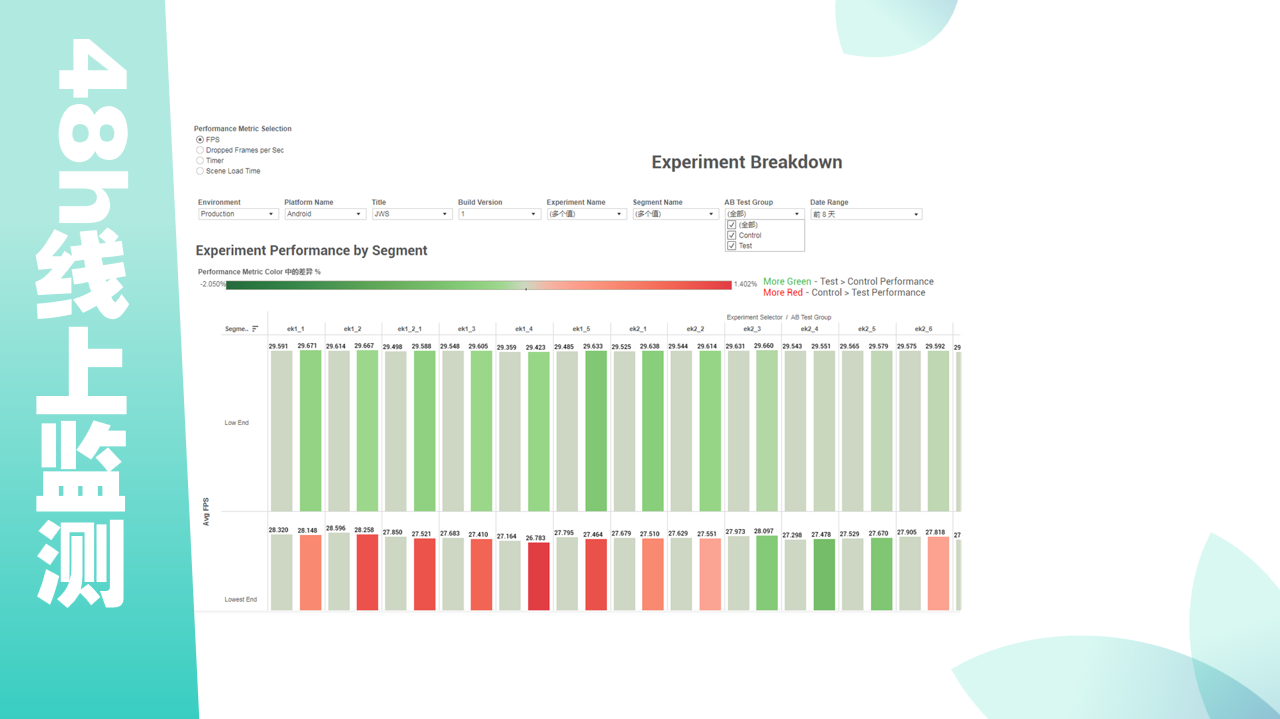 48h线上监测
Performance Metric Selection
FPS
Dropped Frames per Sec
Timer
Scene Load Time
Experiment Breakdown
Environment Platform Name Title Build Version Experiment Name Segment Name AB Test Group Date Range
Production Android JWS 1 (多个值) (多个值) (全部) 前 8 天
(全部)
Control
Test
Experiment Performance by Segment
Performance Metric Color 中的差异 %
-2.050% 1.402%
More Green - Test > Control Performance
More Red - Control > Test Performance
Experiment Selector / AB Test Group
Segme.. ek1_1 ek1_2 ek1_2_1 ek1_3 ek1_4 ek1_5 ek2_1 ek2_2 ek2_3 ek2_4 ek2_5 ek2_6
29.591 29.671 29.614 29.667 29.498 29.588 29.548 29.605 29.359 29.423 29.485 29.633 29.525 29.638 29.544 29.614 29.631 29.660 29.543 29.551 29.565 29.579 29.575 29.592 29
Low End
Avg FPS
28.320 28.148 28.596 28.258 27.850 27.521 27.683 27.410 27.164 26.783 27.795 27.464 27.679 27.510 27.629 27.551 27.973 28.097 27.298 27.478 27.529 27.670 27.905 27.818 27
Lowest End